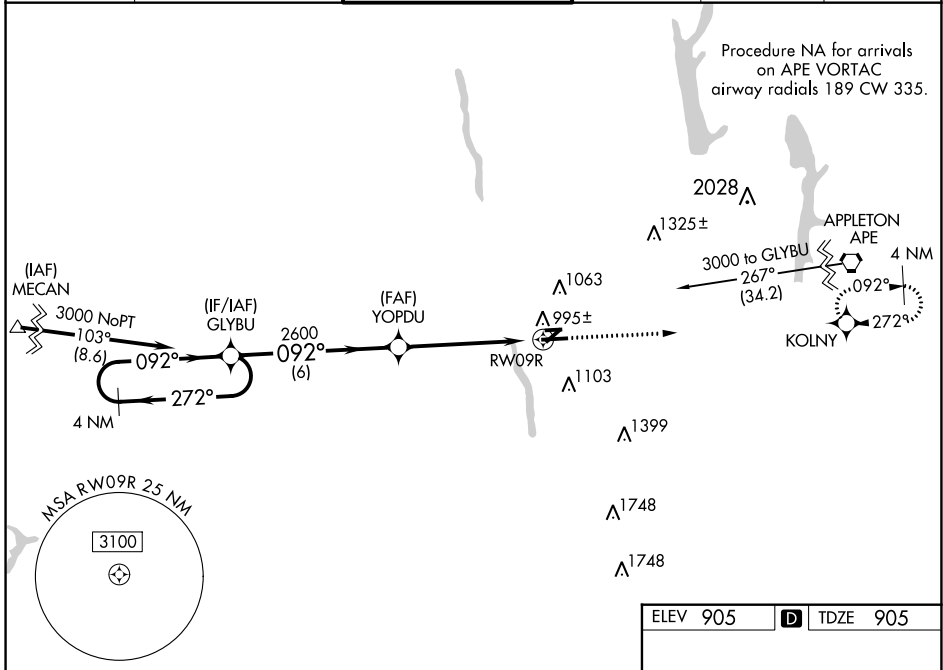 Procedure NA for arrivals
on APE VORTAC
airway radials 189 CW 335.
2028
1325±
APPLETON
APE
4 NM
3000 to GLYBU
267°
(34.2)
092°
272°
KOLNY
(IAF)
MECAN
3000 NoPT
103°
(8.6)
(IF/IAF)
GLYBU
092°
272°
4 NM
2600
092°
(6)
(FAF)
YOPDU
1063
995±
RW09R
1103
1399
1748
1748
MSA RW09R 25 NM
3100
ELEV 905 D TDZE 905